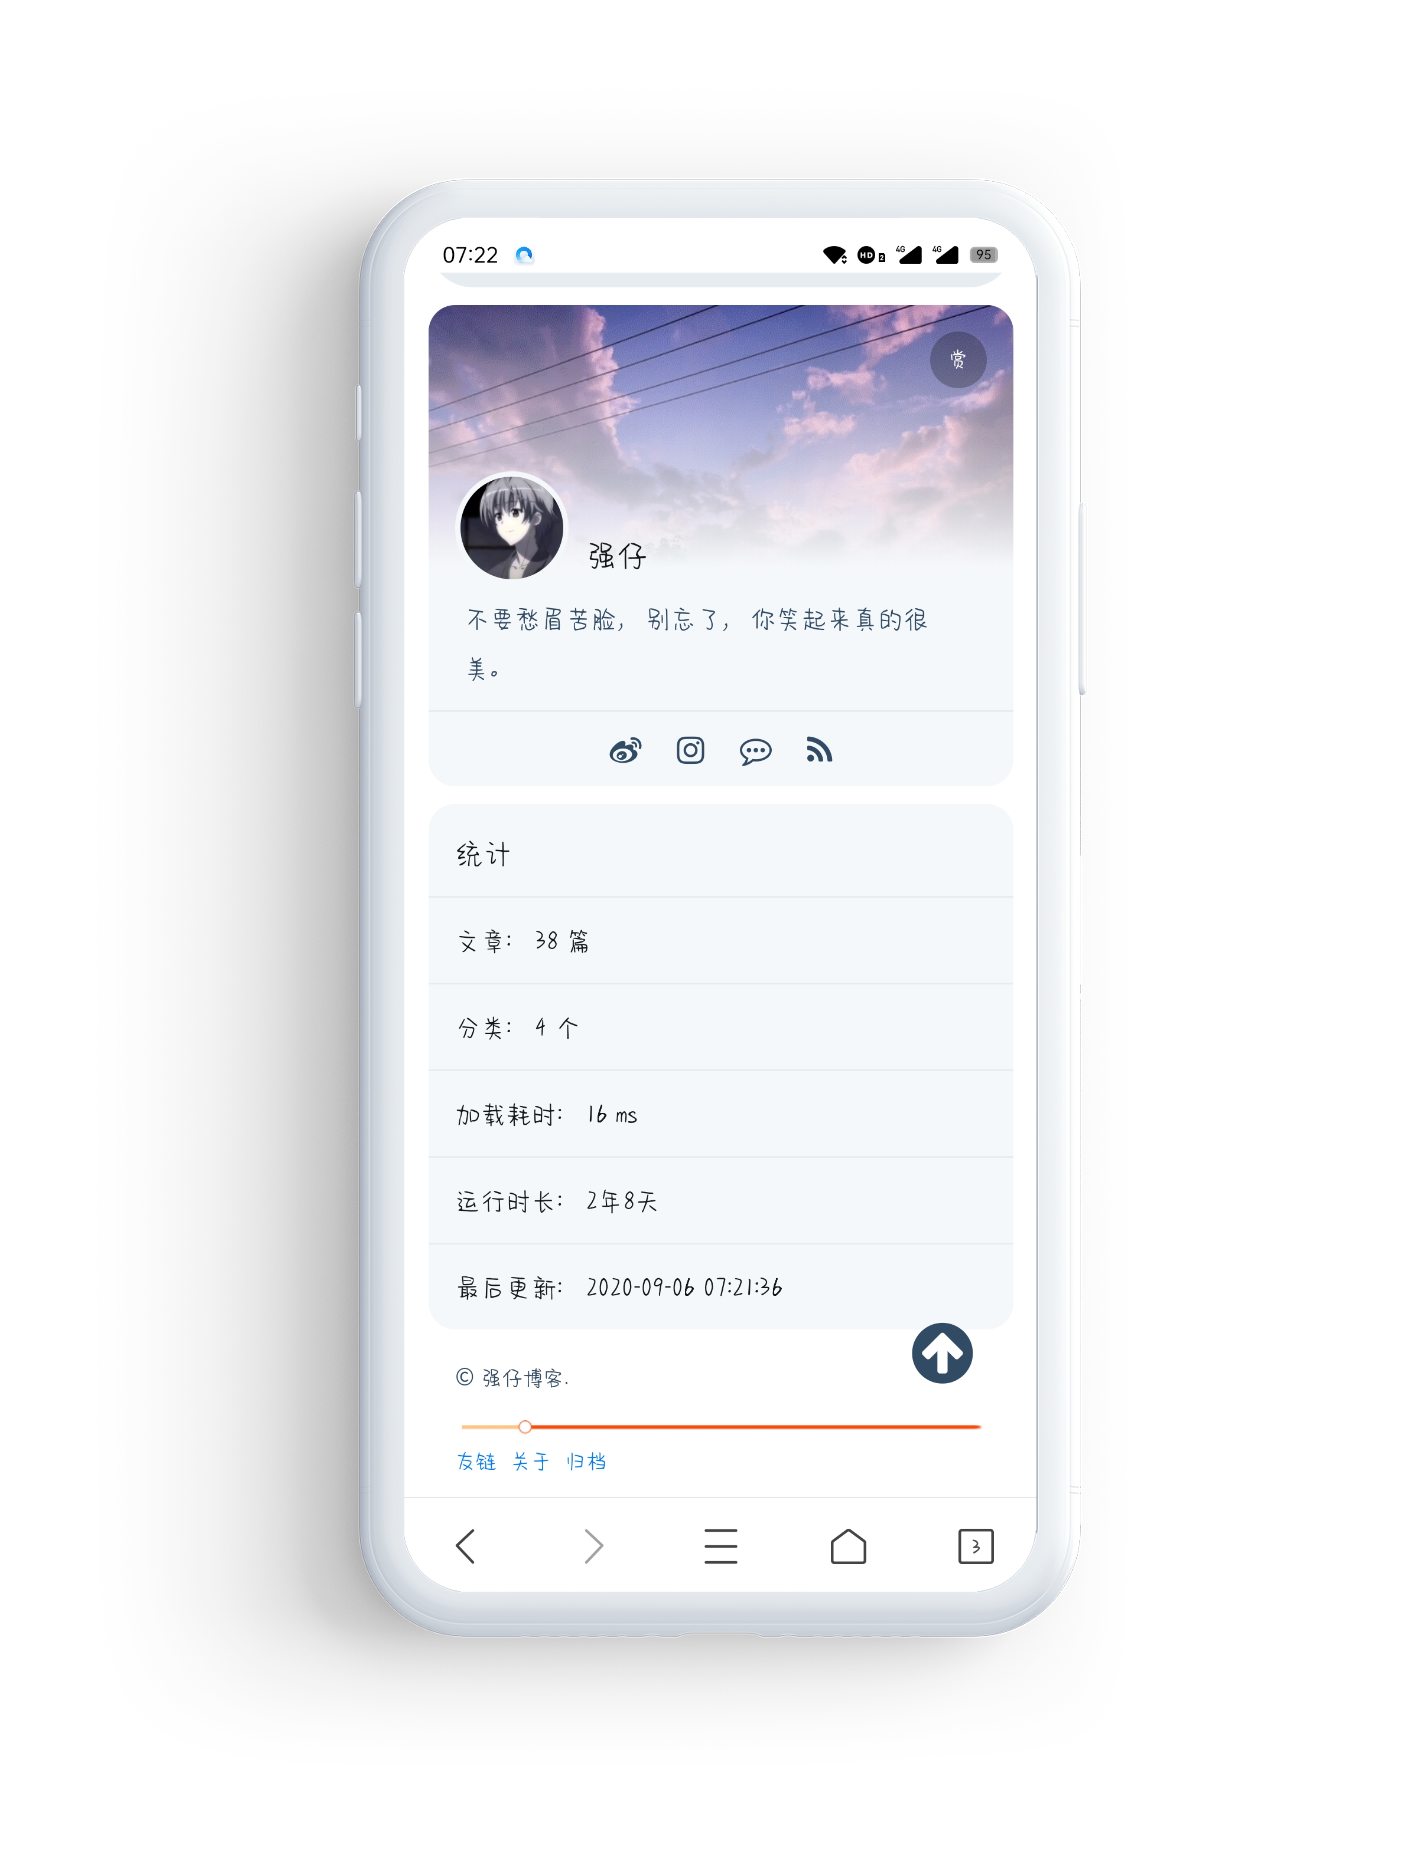 07:22
HD 2 4G 4G 95
赏
强仔
不要愁眉苦脸，别忘了，你笑起来真的很
美。
统计
文章： 38 篇
分类： 4 个
加载耗时： 16 ms
运行时长： 2年8天
最后更新： 2020-09-06 07:21:36
© 强仔博客.
友链 关于 归档
3